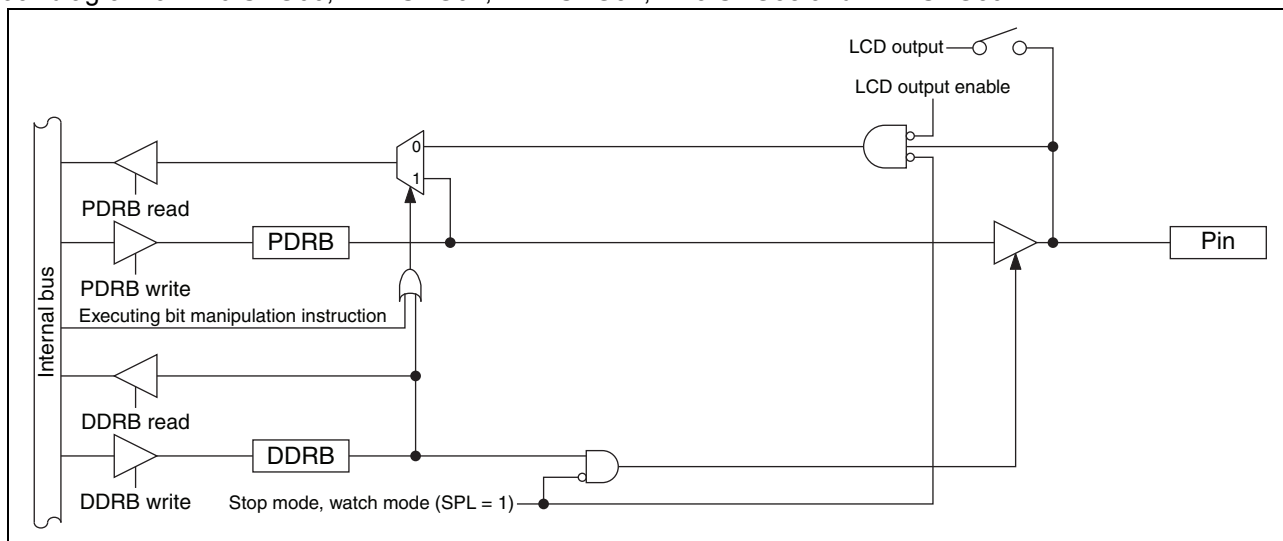 LCD output
LCD output enable
0
1
PDRB read
PDRB
Pin
PDRB write
Executing bit manipulation instruction
Internal bus
DDRB read
DDRB
DDRB write
Stop mode, watch mode (SPL = 1)